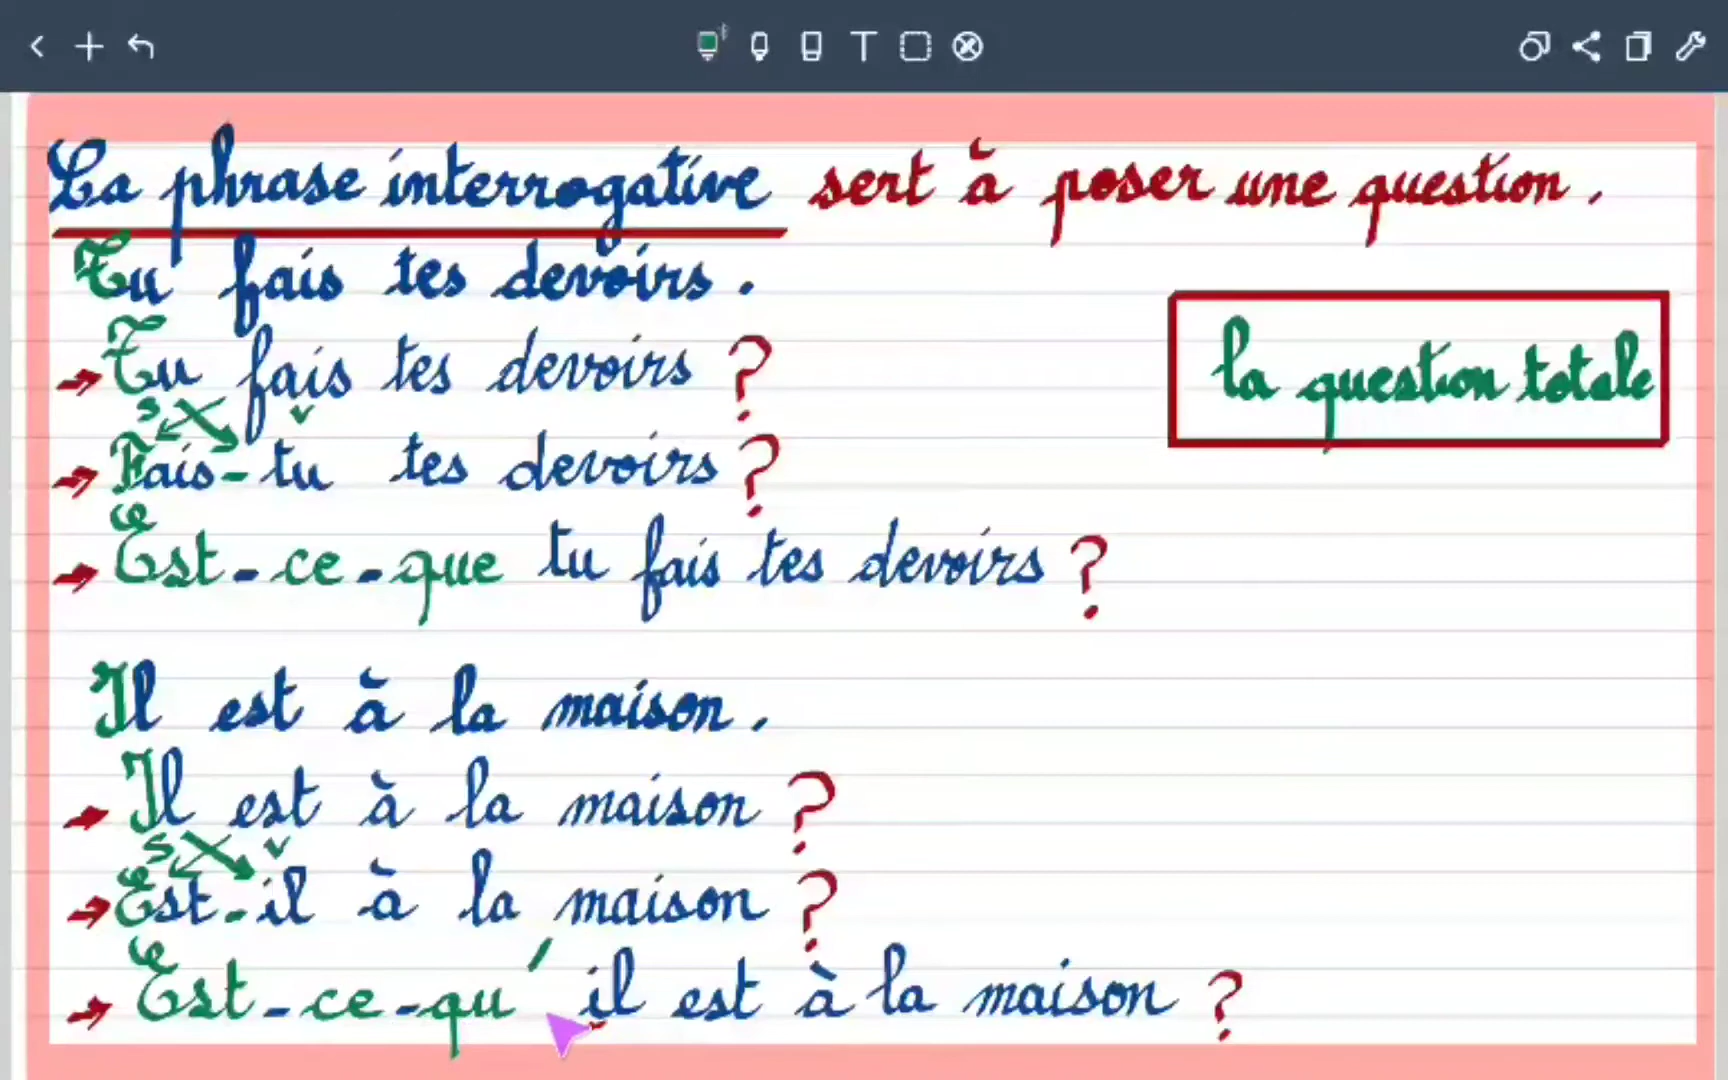 La phrase interrogative sert à poser une question.
Tu fais tes devoirs.
la question totale
→ Tu fais tes devoirs ?
S V
→ Fais-tu tes devoirs ?
→ Est-ce-que tu fais tes devoirs ?
Il est à la maison.
→ Il est à la maison ?
S V
→ Est-il à la maison ?
→ Est-ce-qu' il est à la maison ?